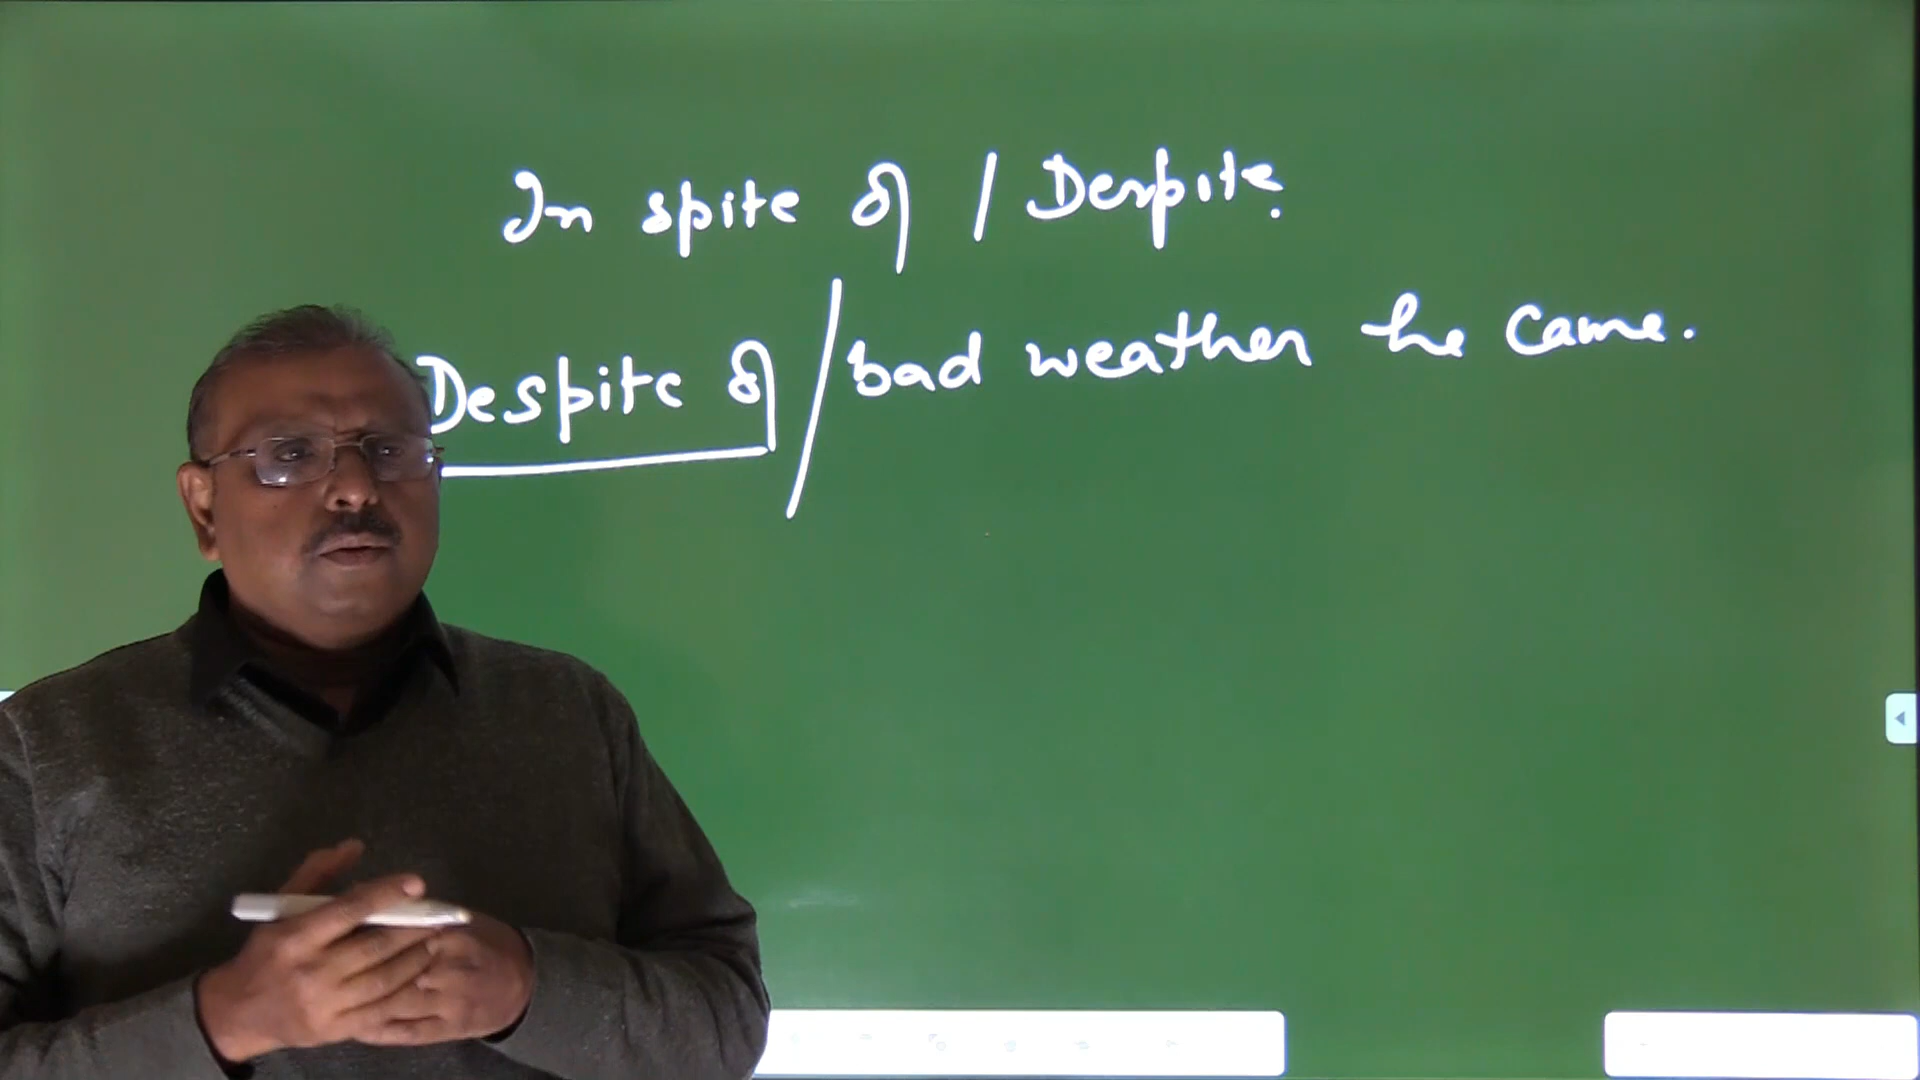 In spite of / Despite.
Despite of / bad weather he came.